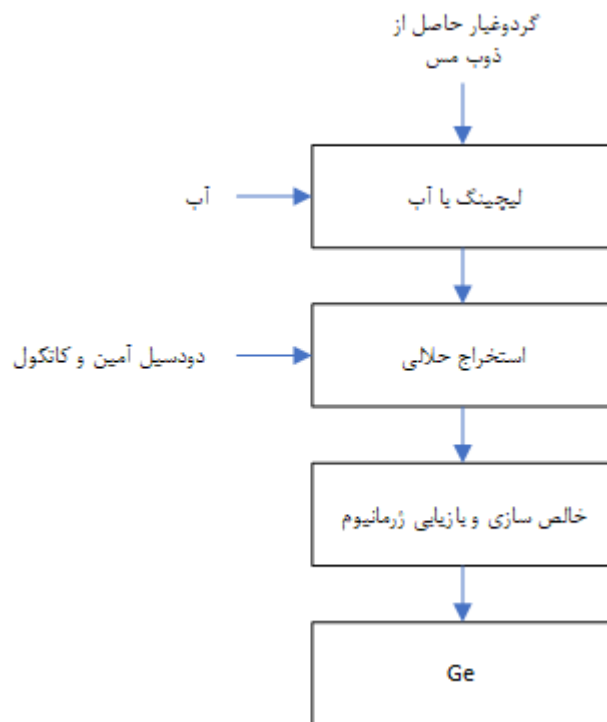 گردوغبار حاصل از
ذوب مس
لیچینگ با آب
آب
استخراج حلالی
دودسیل آمین و کاتکول
خالص سازی و بازیابی ژرمانیوم
Ge